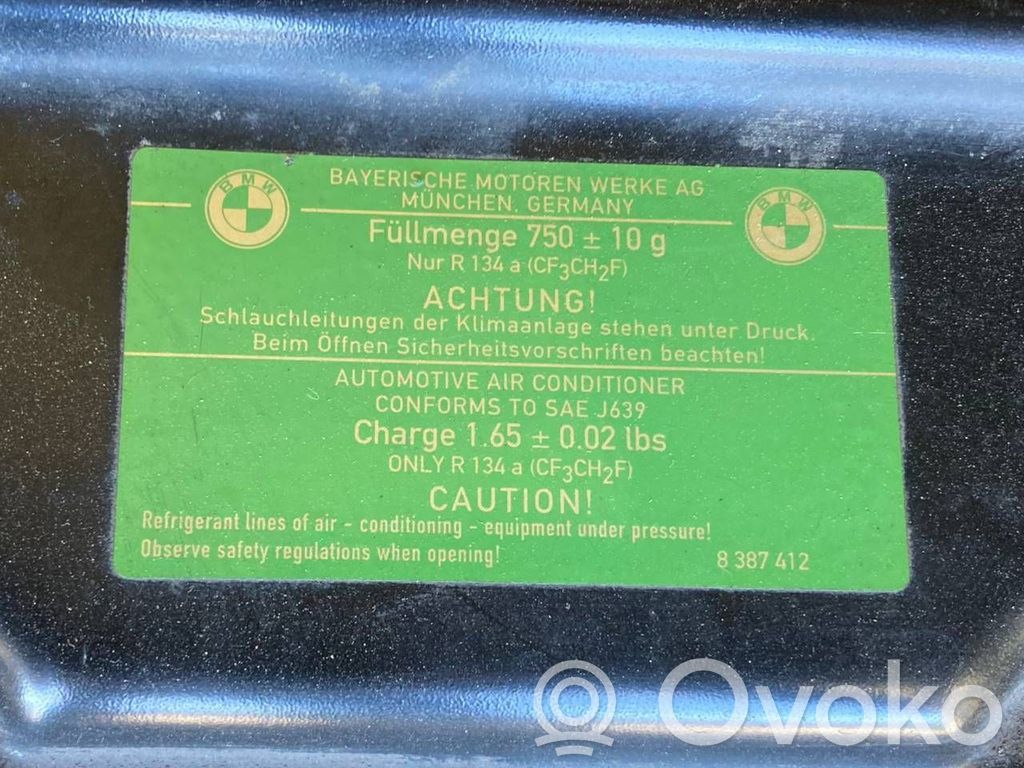 BMW
BMW
BAYERISCHE MOTOREN WERKE AG
MÜNCHEN, GERMANY
Füllmenge 750 ± 10 g
Nur R 134 a (CF₃CH₂F)
ACHTUNG!
Schlauchleitungen der Klimaanlage stehen unter Druck.
Beim Öffnen Sicherheitsvorschriften beachten!
AUTOMOTIVE AIR CONDITIONER
CONFORMS TO SAE J639
Charge 1.65 ± 0.02 lbs
ONLY R 134 a (CF₃CH₂F)
CAUTION!
Refrigerant lines of air - conditioning - equipment under pressure!
Observe safety regulations when opening!
8 387 412
Ovoko